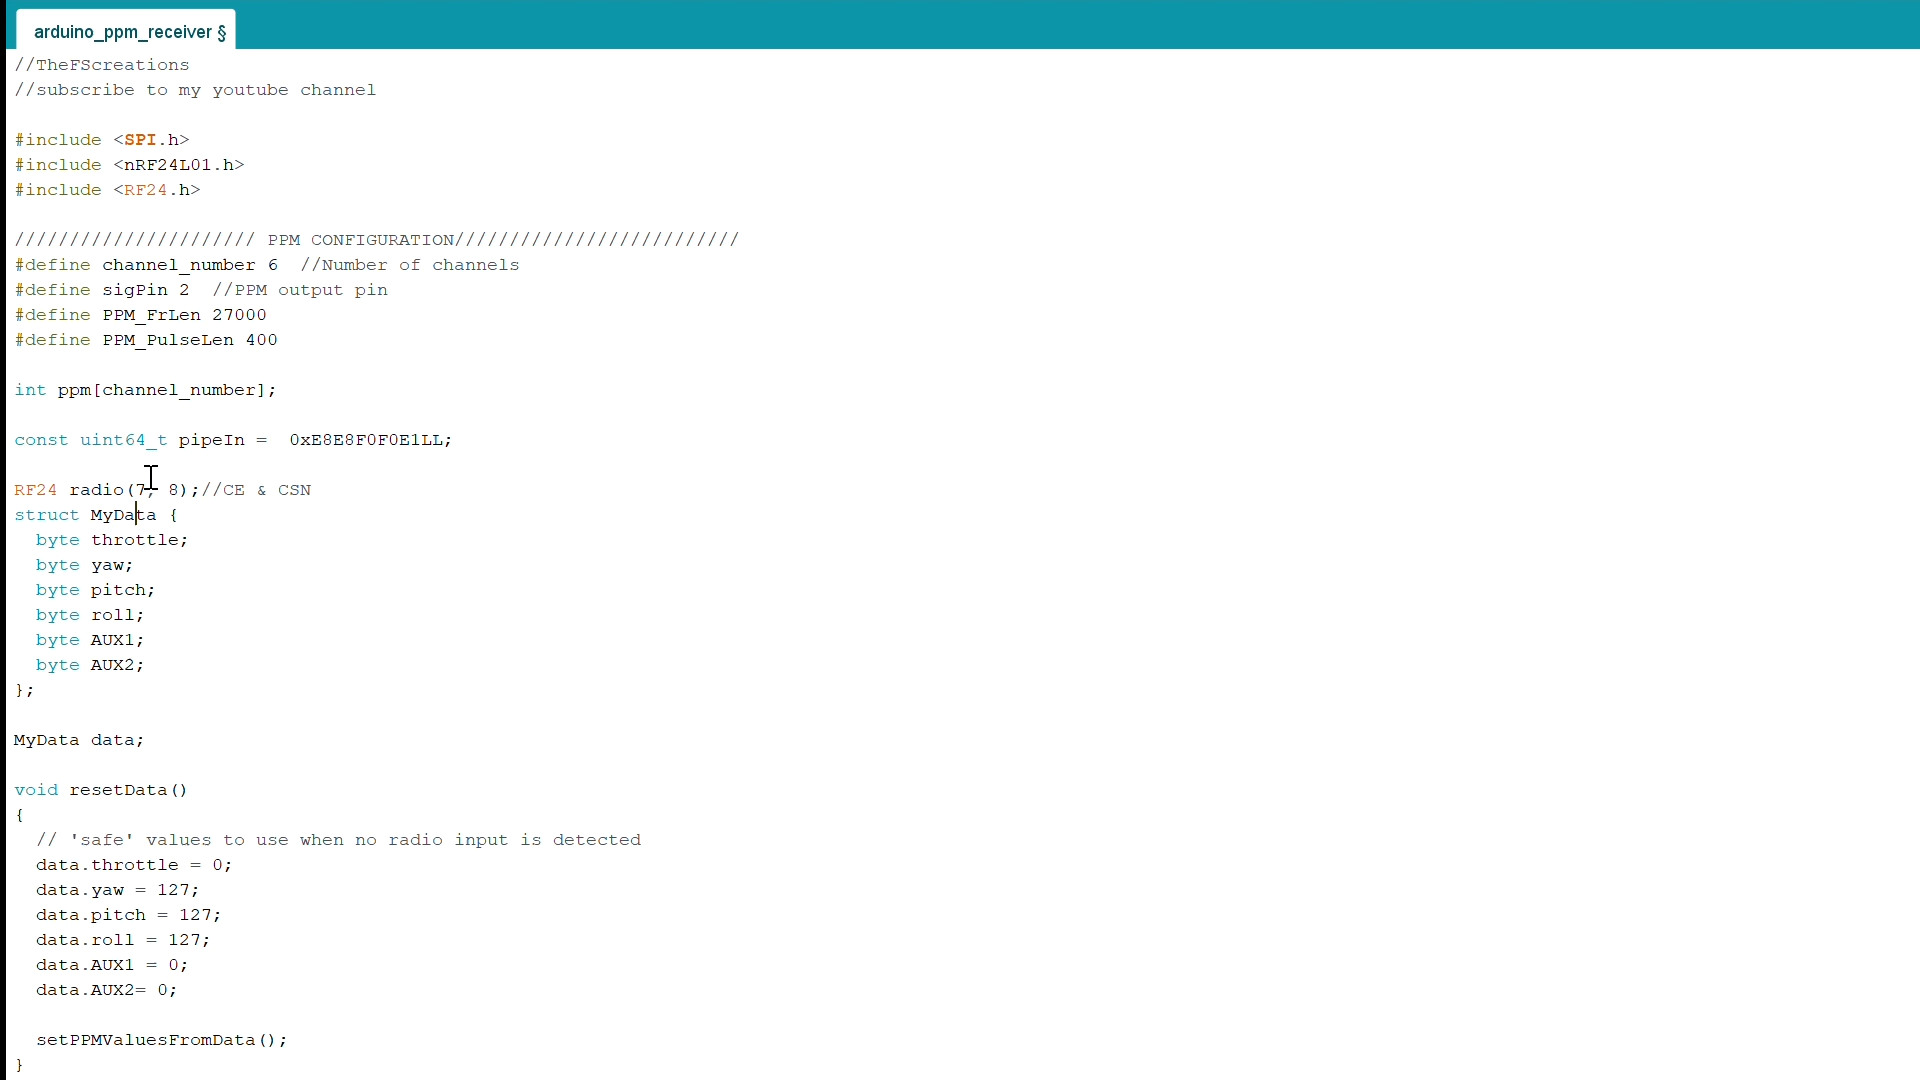 arduino_ppm_receiver §
//TheFScreations
//subscribe to my youtube channel
#include <SPI.h>
#include <nRF24L01.h>
#include <RF24.h>
////////////////////// PPM CONFIGURATION//////////////////////////
#define channel_number 6  //Number of channels
#define sigPin 2  //PPM output pin
#define PPM_FrLen 27000
#define PPM_PulseLen 400
int ppm[channel_number];
const uint64_t pipeIn =  0xE8E8F0F0E1LL;
RF24 radio(7, 8);//CE & CSN
struct MyData {
  byte throttle;
  byte yaw;
  byte pitch;
  byte roll;
  byte AUX1;
  byte AUX2;
};
MyData data;
void resetData()
{
  // 'safe' values to use when no radio input is detected
  data.throttle = 0;
  data.yaw = 127;
  data.pitch = 127;
  data.roll = 127;
  data.AUX1 = 0;
  data.AUX2= 0;
  setPPMValuesFromData();
}